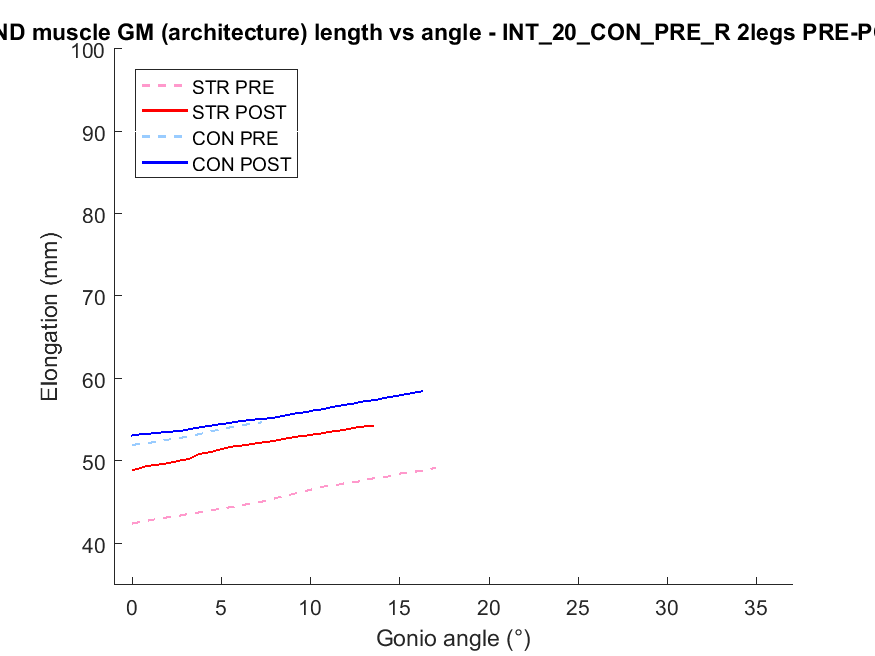 ND muscle GM (architecture) length vs angle - INT_20_CON_PRE_R 2legs PRE-PO
100
90
80
70
60
50
40
Elongation (mm)
STR PRE
STR POST
CON PRE
CON POST
0 5 10 15 20 25 30 35
Gonio angle (°)